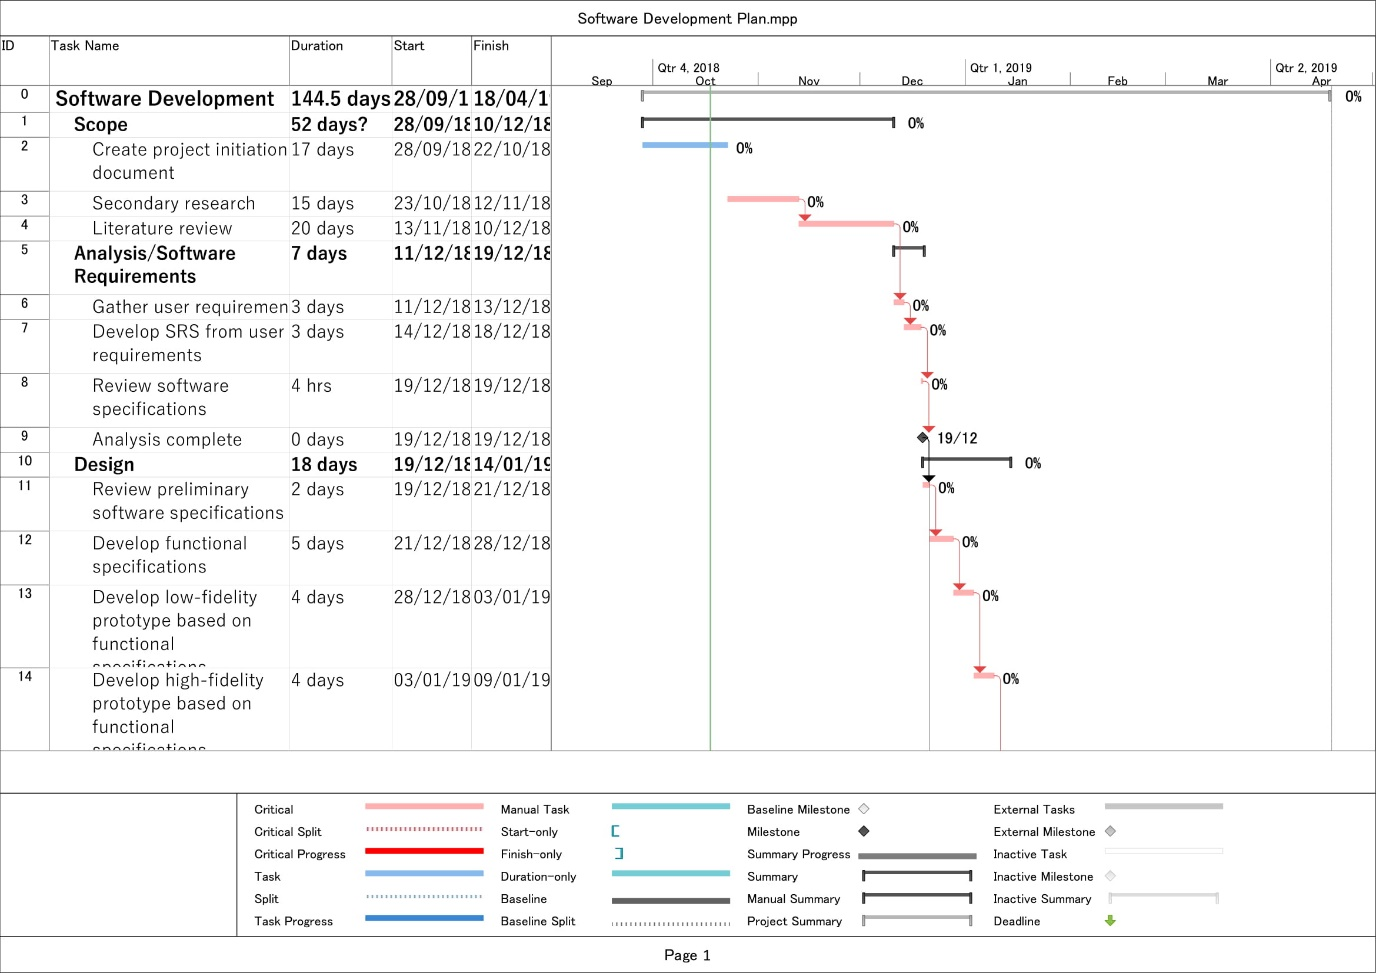 Software Development Plan.mpp
ID Task Name Duration Start Finish
Qtr 4, 2018 Qtr 1, 2019 Qtr 2, 2019
Sep Oct Nov Dec Jan Feb Mar Apr
0 Software Development 144.5 days 28/09/1 18/04/1 0%
1 Scope 52 days? 28/09/18 10/12/18 0%
2 Create project initiation 17 days 28/09/18 22/10/18 0%
document
3 Secondary research 15 days 23/10/18 12/11/18 0%
4 Literature review 20 days 13/11/18 10/12/18 0%
5 Analysis/Software 7 days 11/12/18 19/12/18
Requirements
6 Gather user requiremen 3 days 11/12/18 13/12/18 0%
7 Develop SRS from user 3 days 14/12/18 18/12/18 0%
requirements
8 Review software 4 hrs 19/12/18 19/12/18 0%
specifications
9 Analysis complete 0 days 19/12/18 19/12/18 19/12
10 Design 18 days 19/12/18 14/01/19 0%
11 Review preliminary 2 days 19/12/18 21/12/18 0%
software specifications
12 Develop functional 5 days 21/12/18 28/12/18 0%
specifications
13 Develop low-fidelity 4 days 28/12/18 03/01/19 0%
prototype based on
functional
specifications
14 Develop high-fidelity 4 days 03/01/19 09/01/19 0%
prototype based on
functional
specifications
Critical Manual Task Baseline Milestone External Tasks
Critical Split Start-only Milestone External Milestone
Critical Progress Finish-only Summary Progress Inactive Task
Task Duration-only Summary Inactive Milestone
Split Baseline Manual Summary Inactive Summary
Task Progress Baseline Split Project Summary Deadline
Page 1